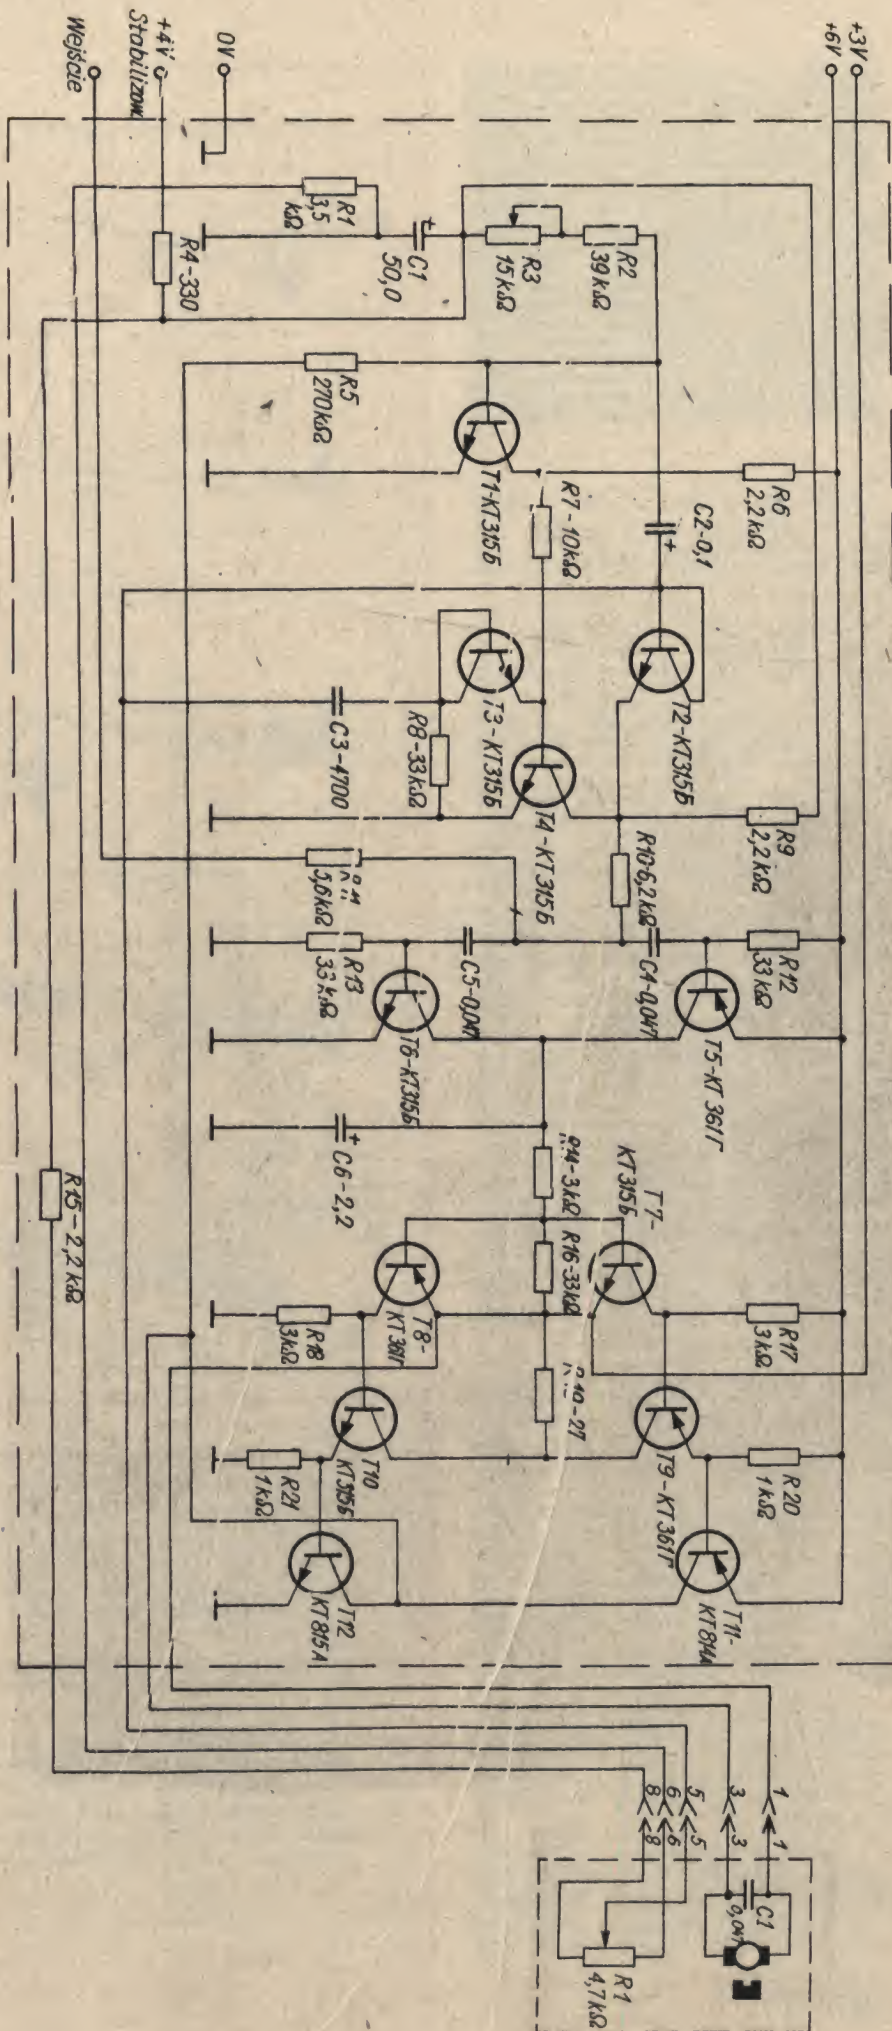 +3V
+6V
0V
+4V
Stabilizow.
Wejście
R1
3,5
kΩ
R4-330
C1
50,0
R3
15kΩ
R2
39kΩ
R5
270kΩ
T1-KT315Б
R6
2,2kΩ
R7-10kΩ
C2-0,1
T2-KT315Б
T3-KT315Б
R8-33kΩ
C3-4700
T4-KT315Б
R9
2,2kΩ
R10-6,2kΩ
R11
5,6kΩ
R13
33kΩ
C5-0,047
C4-0,047
R12
33kΩ
T5-KT361Г
T6-KT315Б
C6-2,2
R14-3kΩ
T7-
KT315Б
R16-33kΩ
T8-
KT361Г
R17
3kΩ
R18
3kΩ
R15-2,2kΩ
T9-KT361Г
T10
KT315Б
R20
1kΩ
R21
1kΩ
T11-
KT814А
T12
KT815А
1
3
5
6
8
1
3
5
6
8
C1
0,047
R1
4,7kΩ